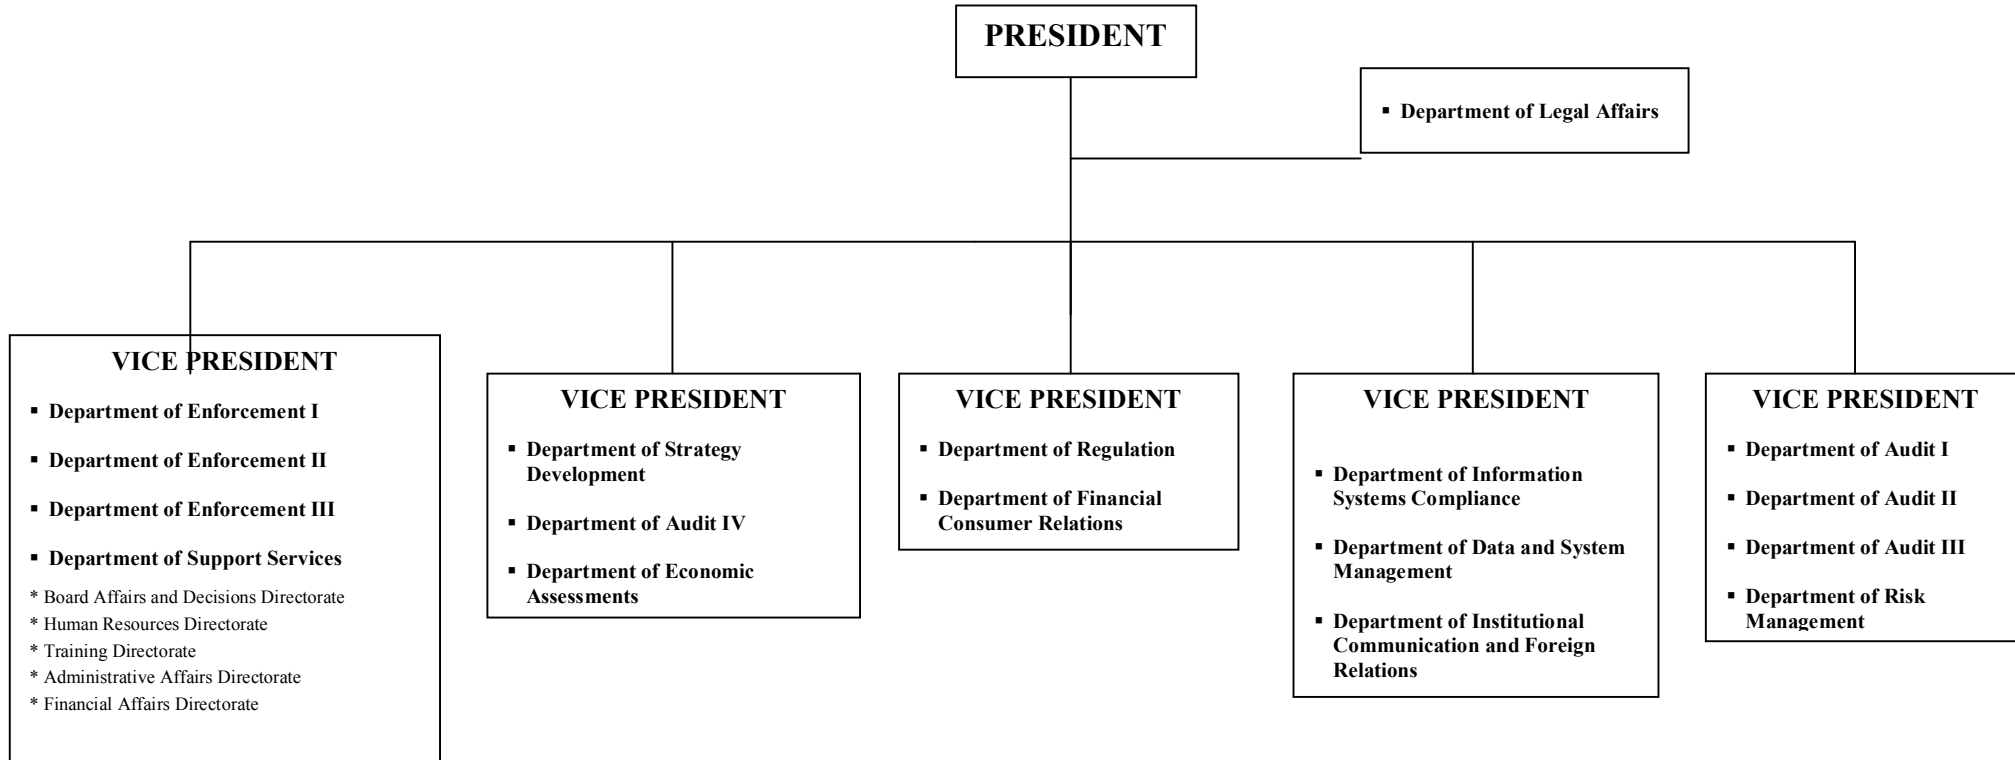 PRESIDENT
▪ Department of Legal Affairs
VICE PRESIDENT
▪ Department of Enforcement I
▪ Department of Enforcement II
▪ Department of Enforcement III
▪ Department of Support Services
* Board Affairs and Decisions Directorate
* Human Resources Directorate
* Training Directorate
* Administrative Affairs Directorate
* Financial Affairs Directorate
VICE PRESIDENT
▪ Department of Strategy
Development
▪ Department of Audit IV
▪ Department of Economic
Assessments
VICE PRESIDENT
▪ Department of Regulation
▪ Department of Financial
Consumer Relations
VICE PRESIDENT
▪ Department of Information
Systems Compliance
▪ Department of Data and System
Management
▪ Department of Institutional
Communication and Foreign
Relations
VICE PRESIDENT
▪ Department of Audit I
▪ Department of Audit II
▪ Department of Audit III
▪ Department of Risk
Management